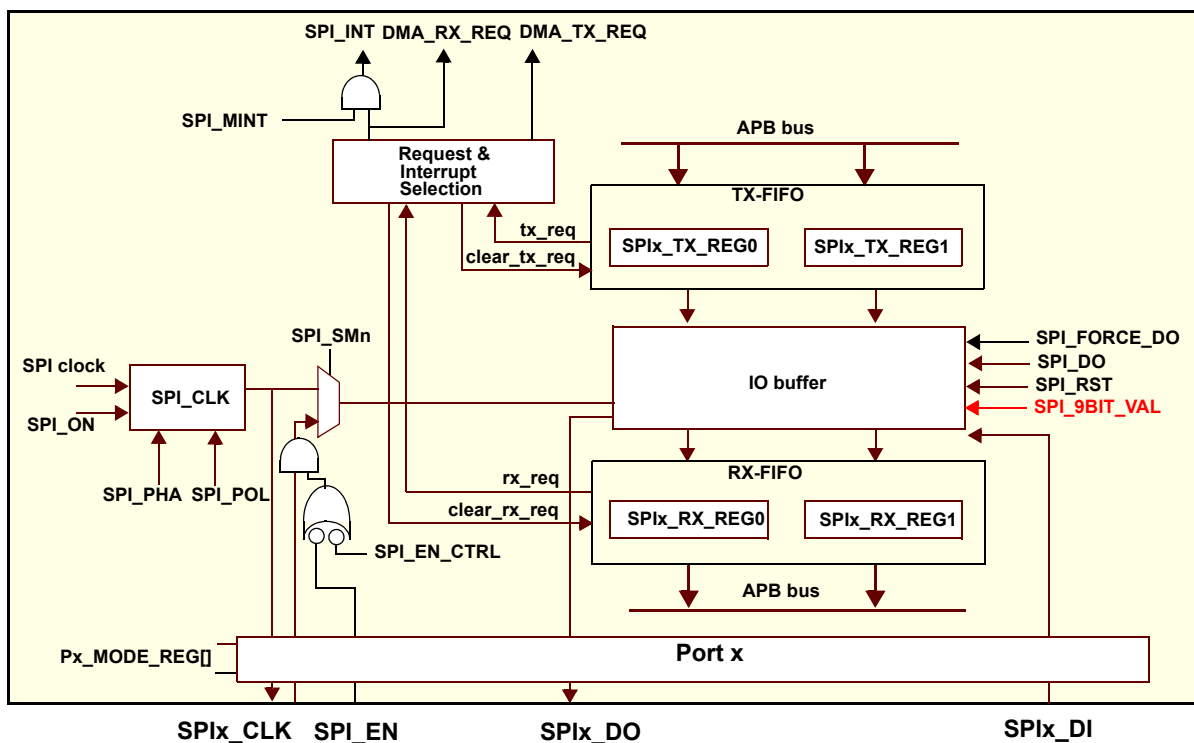 SPI_INT DMA_RX_REQ DMA_TX_REQ
SPI_MINT
APB bus
Request &
Interrupt
Selection
TX-FIFO
tx_req
SPIx_TX_REG0
SPIx_TX_REG1
clear_tx_req
SPI_SMn
SPI_FORCE_DO
SPI clock
SPI_DO
SPI_CLK
IO buffer
SPI_RST
SPI_9BIT_VAL
SPI_ON
RX-FIFO
SPI_PHA
SPI_POL
rx_req
clear_rx_req
SPIx_RX_REG0
SPIx_RX_REG1
SPI_EN_CTRL
APB bus
Px_MODE_REG[]
Port x
SPIx_CLK
SPI_EN
SPIx_DO
SPIx_DI